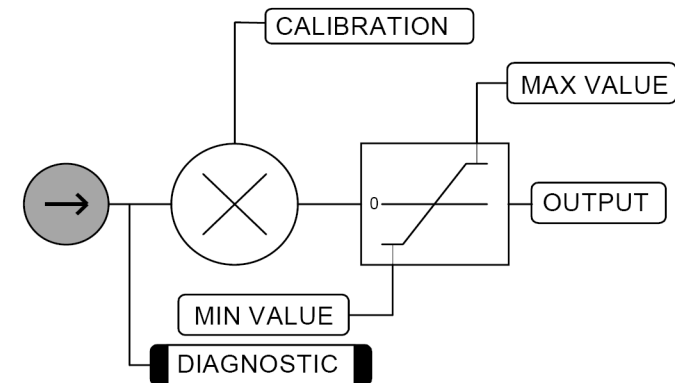 CALIBRATION
MAX VALUE
0
OUTPUT
MIN VALUE
DIAGNOSTIC